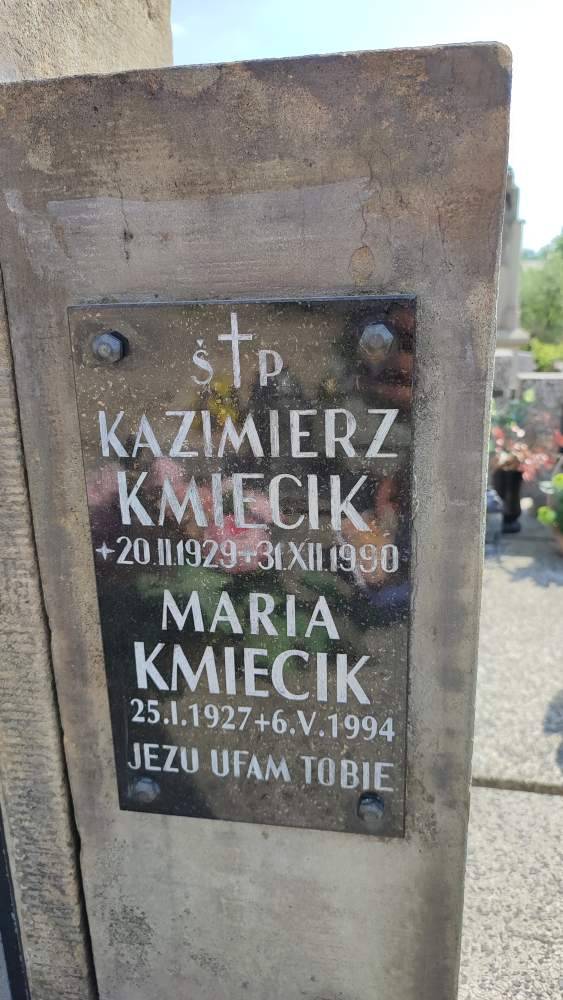 Ś † P
KAZIMIERZ
KMIECIK
+20.II.1929+31.XII.1990
MARIA
KMIECIK
25.I.1927+6.V.1994
JEZU UFAM TOBIE